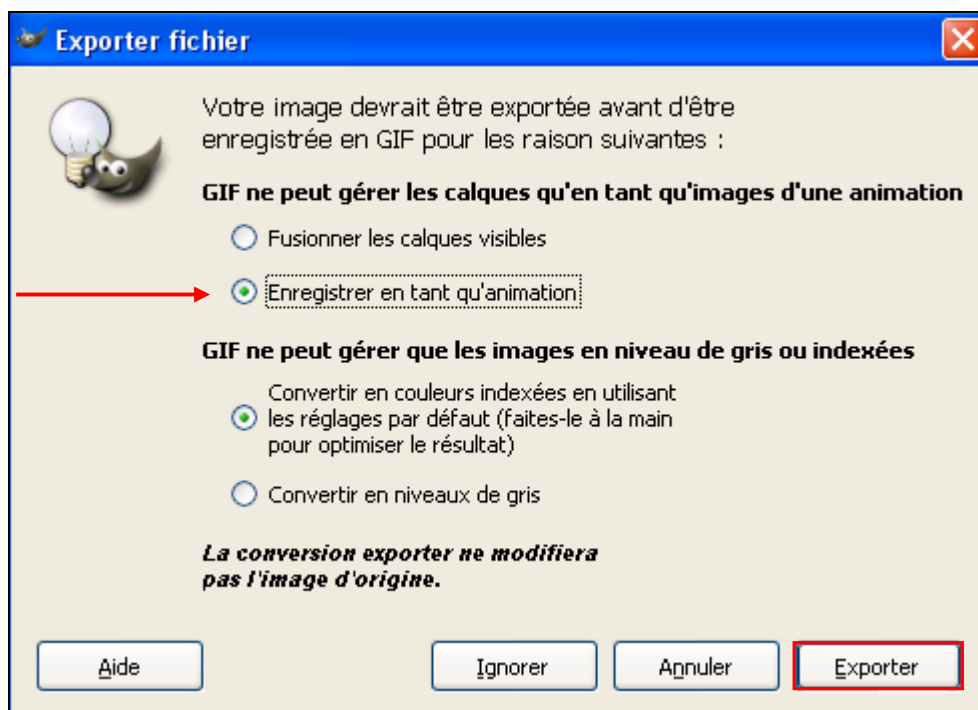 Exporter fichier
Votre image devrait être exportée avant d'être
enregistrée en GIF pour les raison suivantes :
GIF ne peut gérer les calques qu'en tant qu'images d'une animation
Fusionner les calques visibles
Enregistrer en tant qu'animation
GIF ne peut gérer que les images en niveau de gris ou indexées
Convertir en couleurs indexées en utilisant
les réglages par défaut (faites-le à la main
pour optimiser le résultat)
Convertir en niveaux de gris
La conversion exporter ne modifiera
pas l'image d'origine.
Aide Ignorer Annuler Exporter